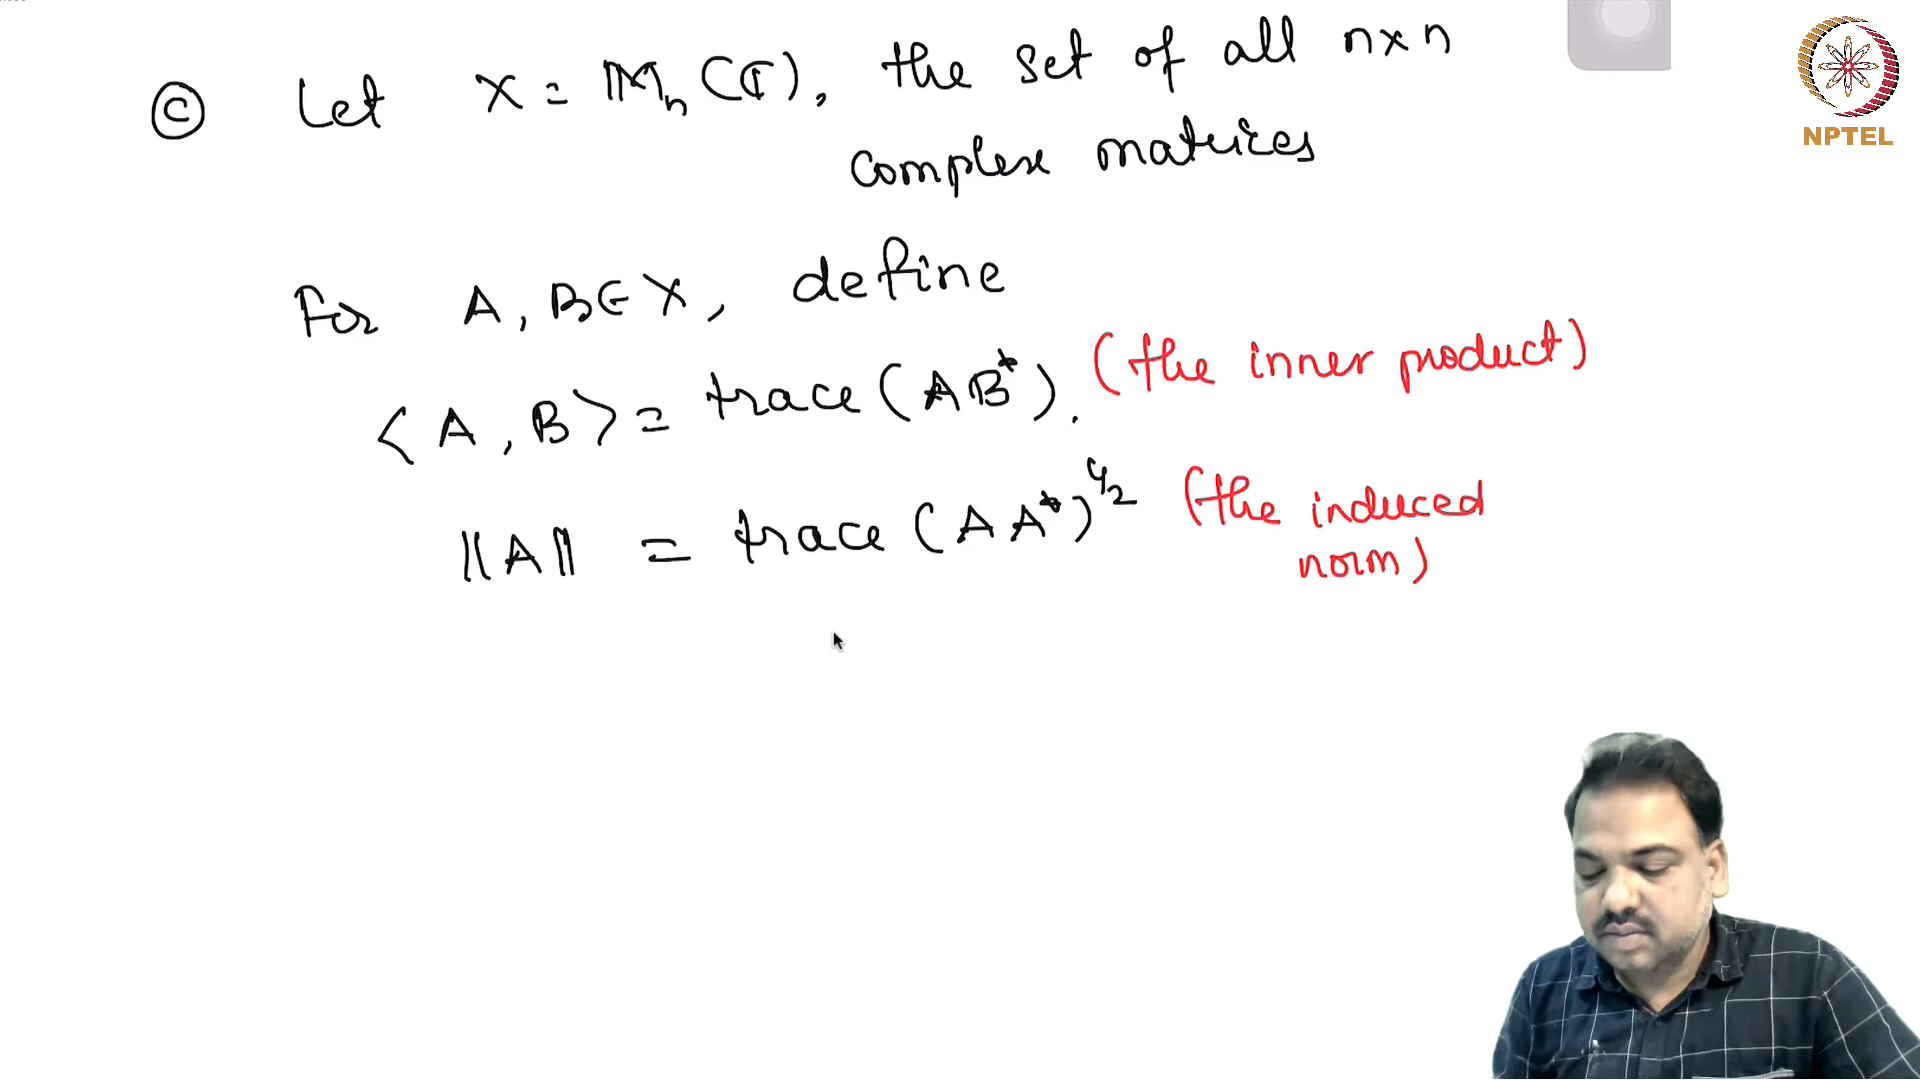 ⓒ Let X = Mₙ(ℂ), the set of all n×n
NPTEL
complex matrices
For A, B ∈ X, define
⟨A, B⟩ = trace(AB*). (the inner product)
||A|| = trace(AA*)^1/2 (the induced
norm)